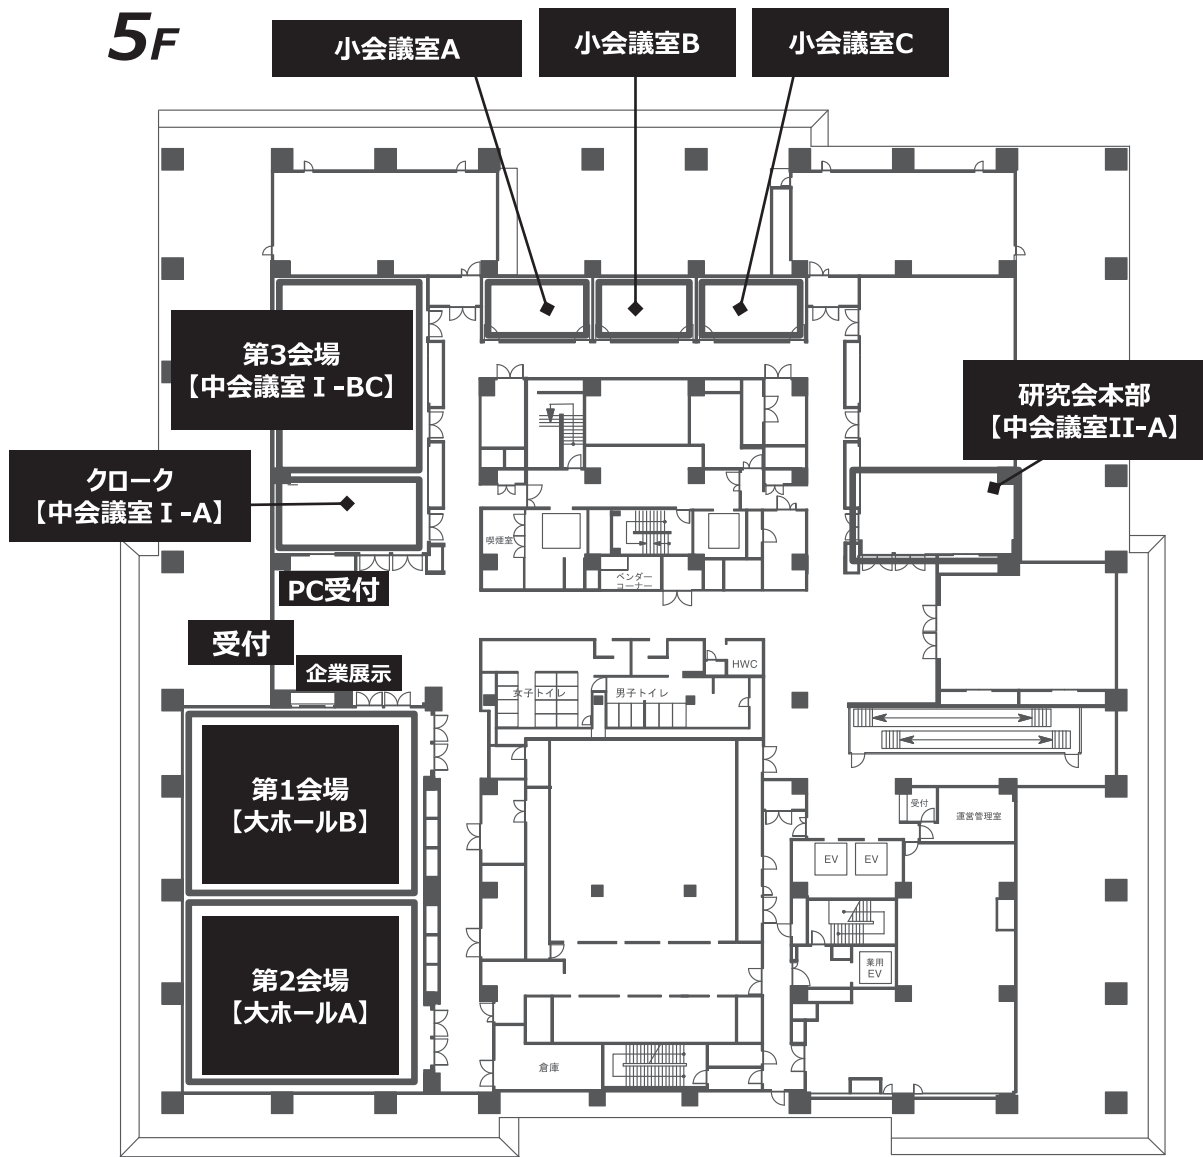 5F
小会議室A
小会議室B
小会議室C
第3会場
【中会議室Ⅰ-BC】
研究会本部
【中会議室II-A】
クローク
【中会議室Ⅰ-A】
喫煙室
ベンダー
コーナー
PC受付
受付
企業展示
HWC
女子トイレ
男子トイレ
第1会場
【大ホールB】
受付
運営管理室
EV
EV
第2会場
【大ホールA】
業用
EV
倉庫